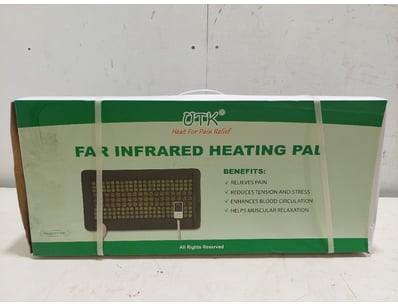 UTK®
Heat For Pain Relief
FAR INFRARED HEATING PAD
BENEFITS:
✓ RELIEVES PAIN
✓ REDUCES TENSION AND STRESS
✓ ENHANCES BLOOD CIRCULATION
✓ HELPS MUSCULAR RELAXATION
All Rights Reserved